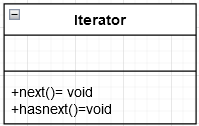 Iterator
+next()= void
+hasnext()=void